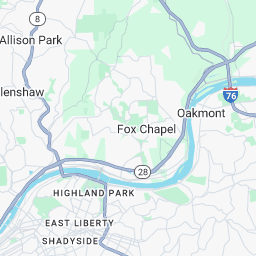 8
Allison Park
lenshaw
76
Oakmont
Fox Chapel
28
HIGHLAND PARK
EAST LIBERTY
SHADYSIDE